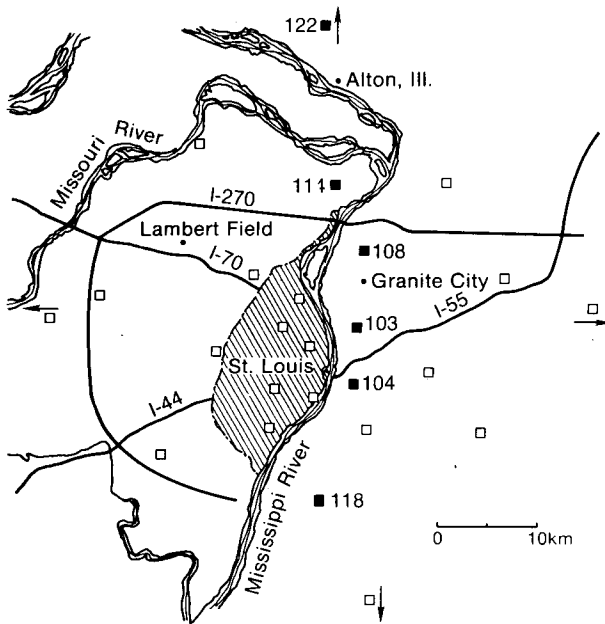 122
Alton, Ill.
Missouri River
111
I-270
Lambert Field
108
I-70
Granite City
I-55
103
St. Louis
104
I-44
118
Mississippi River
0 10km